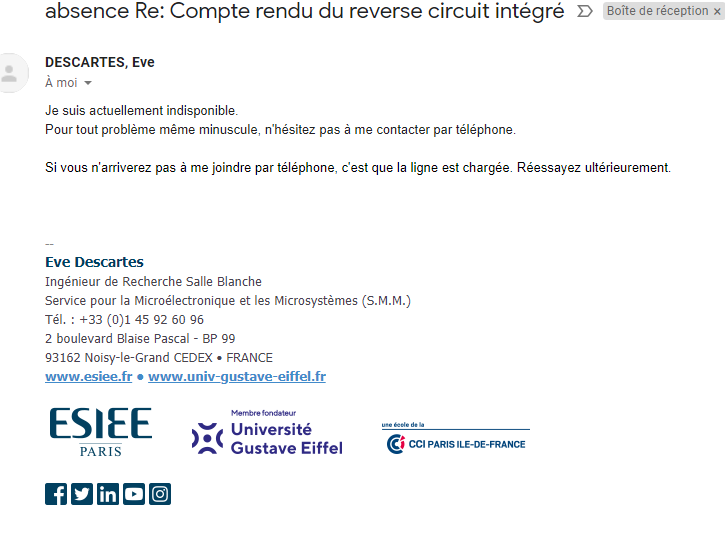 absence Re: Compte rendu du reverse circuit intégré
Boîte de réception ×
DESCARTES, Eve
À moi
Je suis actuellement indisponible.
Pour tout problème même minuscule, n'hésitez pas à me contacter par téléphone.
Si vous n'arriverez pas à me joindre par téléphone, c'est que la ligne est chargée. Réessayez ultérieurement.
--
Eve Descartes
Ingénieur de Recherche Salle Blanche
Service pour la Microélectronique et les Microsystèmes (S.M.M.)
Tél. : +33 (0)1 45 92 60 96
2 boulevard Blaise Pascal - BP 99
93162 Noisy-le-Grand CEDEX • FRANCE
www.esiee.fr • www.univ-gustave-eiffel.fr
ESIEE
PARIS
Membre fondateur
Université
Gustave Eiffel
une école de la
CCI PARIS ILE-DE-FRANCE